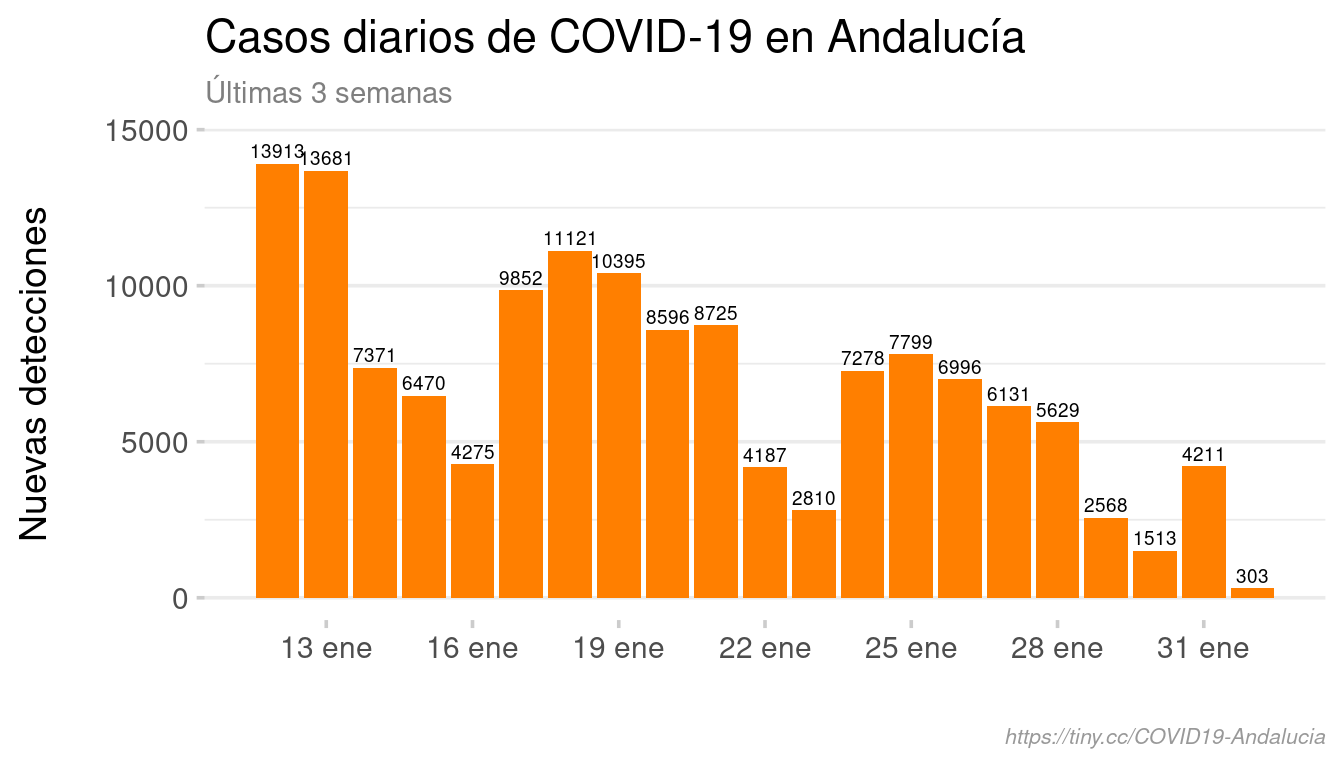 Casos diarios de COVID-19 en Andalucía
Últimas 3 semanas
Nuevas detecciones
15000
10000
5000
0
13913
13681
7371
6470
4275
9852
11121
10395
8596
8725
4187
2810
7278
7799
6996
6131
5629
2568
1513
4211
303
13 ene
16 ene
19 ene
22 ene
25 ene
28 ene
31 ene
https://tiny.cc/COVID19-Andalucia